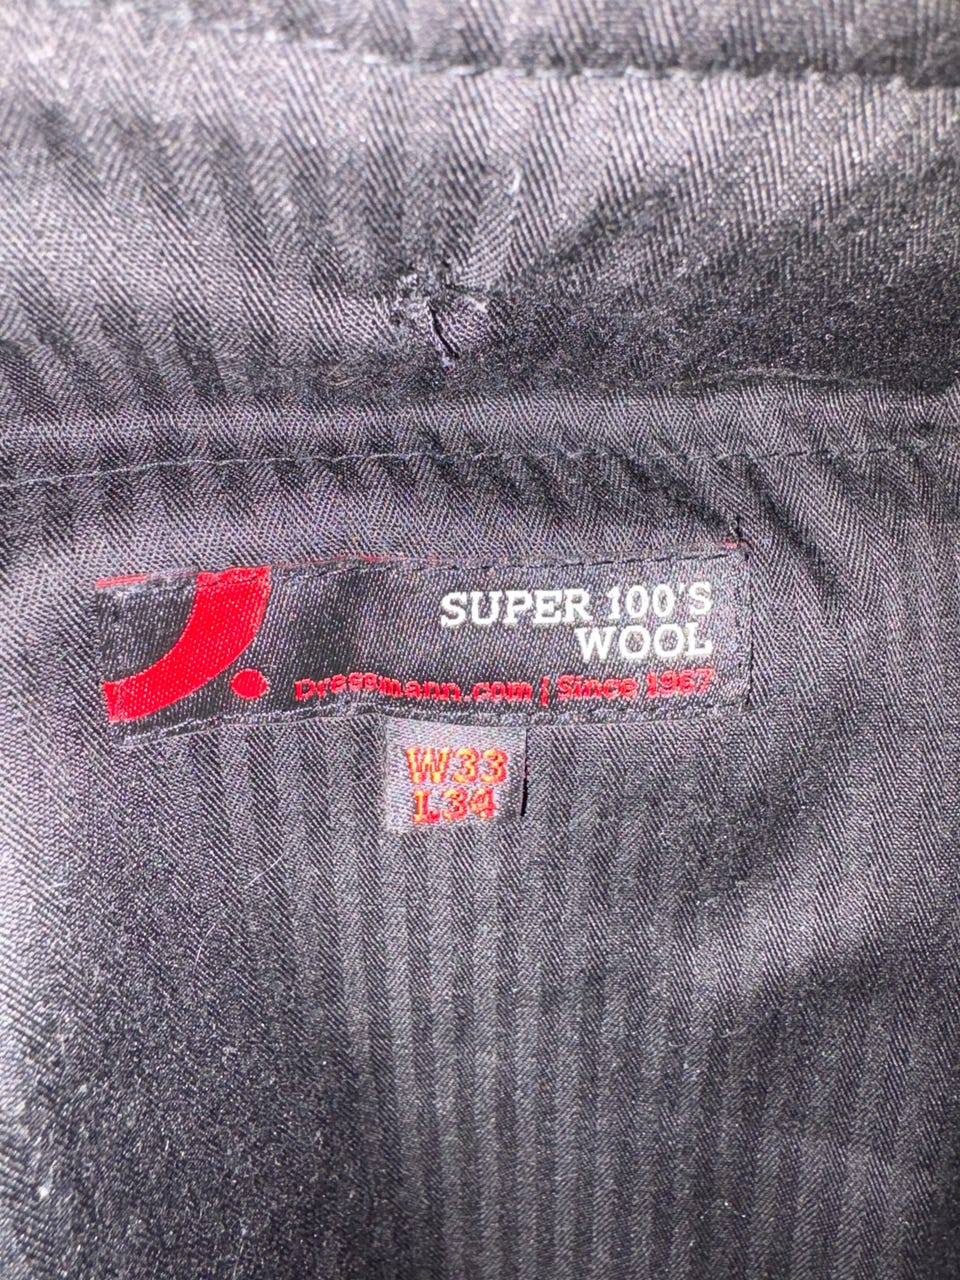 SUPER 100'S
WOOL
Dressmann.com | Since 1967
W33
L34